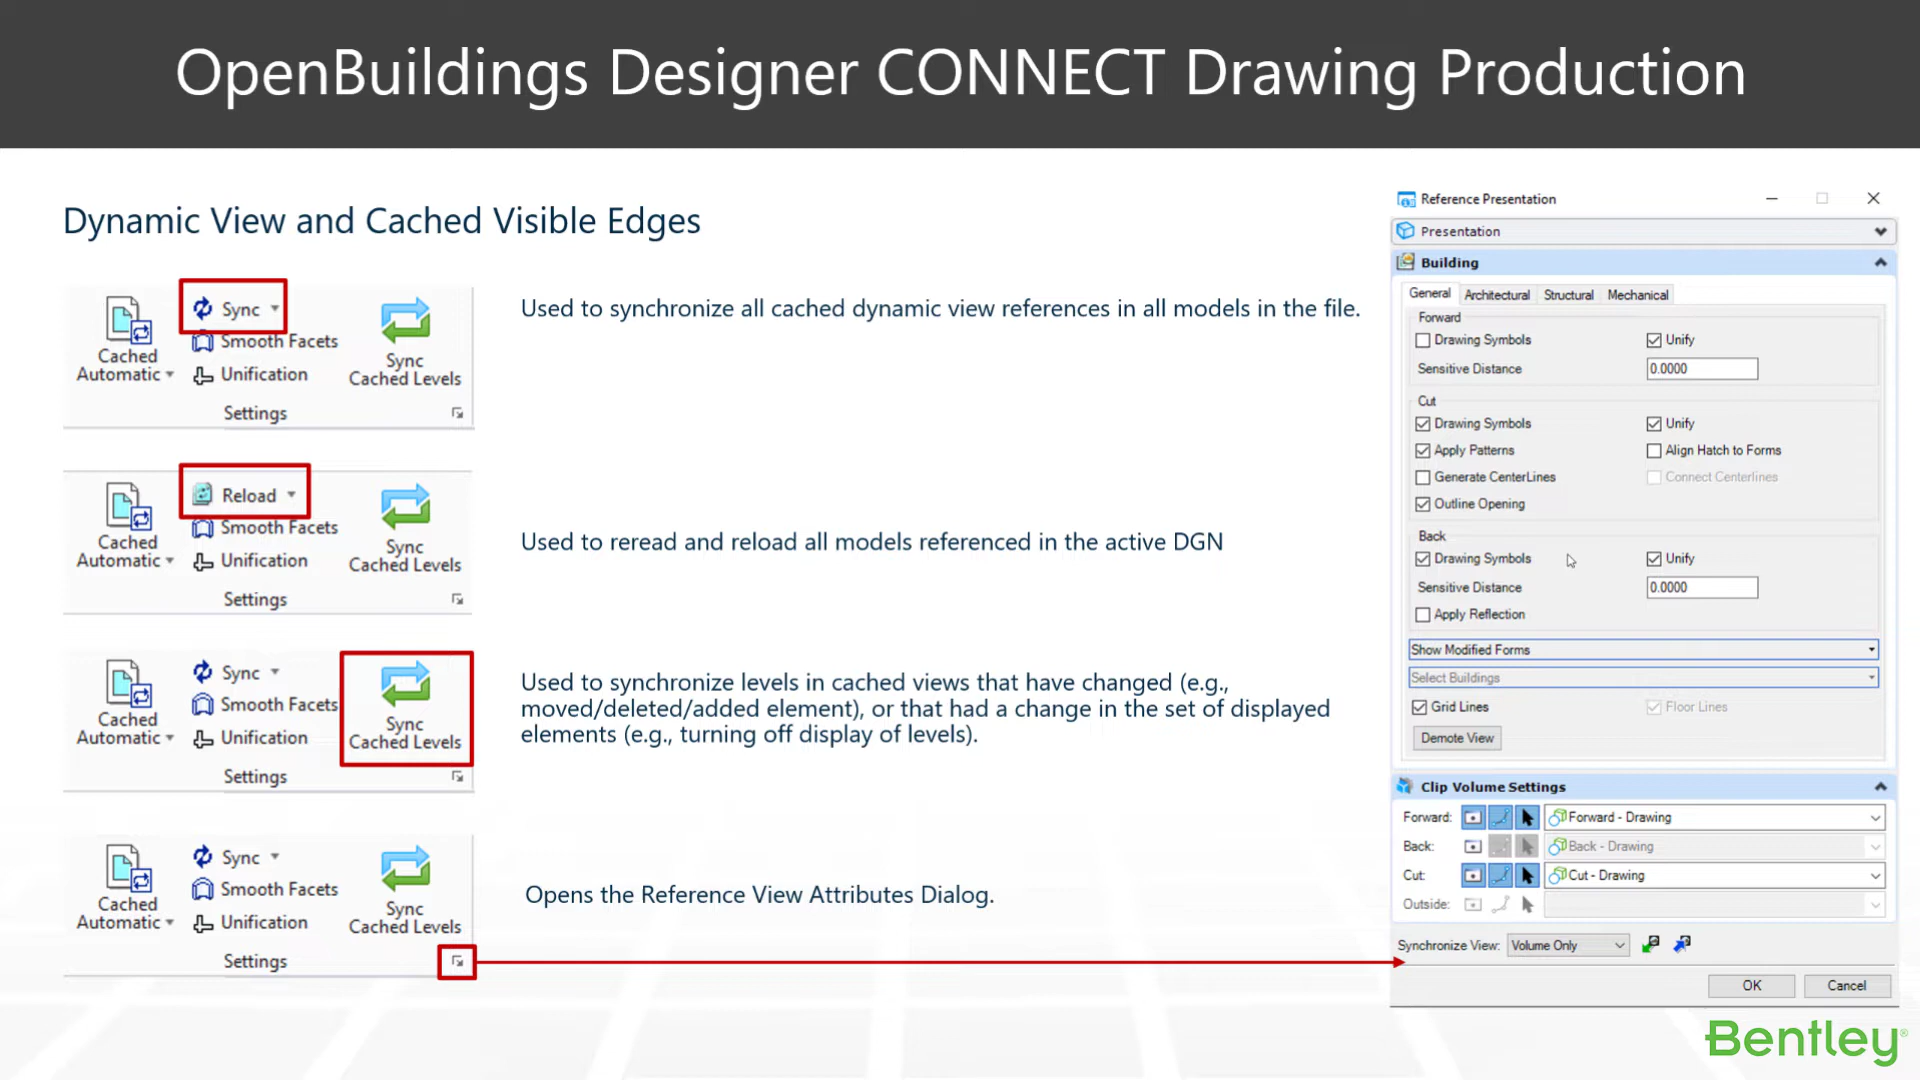 OpenBuildings Designer CONNECT Drawing Production
Dynamic View and Cached Visible Edges
Cached
Automatic
Sync
Smooth Facets
Unification
Sync
Cached Levels
Settings
Used to synchronize all cached dynamic view references in all models in the file.
Cached
Automatic
Reload
Smooth Facets
Unification
Sync
Cached Levels
Settings
Used to reread and reload all models referenced in the active DGN
Cached
Automatic
Sync
Smooth Facets
Unification
Sync
Cached Levels
Settings
Used to synchronize levels in cached views that have changed (e.g.,
moved/deleted/added element), or that had a change in the set of displayed
elements (e.g., turning off display of levels).
Cached
Automatic
Sync
Smooth Facets
Unification
Sync
Cached Levels
Settings
Opens the Reference View Attributes Dialog.
Reference Presentation
Presentation
Building
General Architectural Structural Mechanical
Forward
Drawing Symbols Unify
Sensitive Distance 0.0000
Cut
Drawing Symbols Unify
Apply Patterns Align Hatch to Forms
Generate CenterLines Connect Centerlines
Outline Opening
Back
Drawing Symbols Unify
Sensitive Distance 0.0000
Apply Reflection
Show Modified Forms
Select Buildings
Grid Lines Floor Lines
Demote View
Clip Volume Settings
Forward: Forward - Drawing
Back: Back - Drawing
Cut: Cut - Drawing
Outside:
Synchronize View: Volume Only
OK Cancel
Bentley®